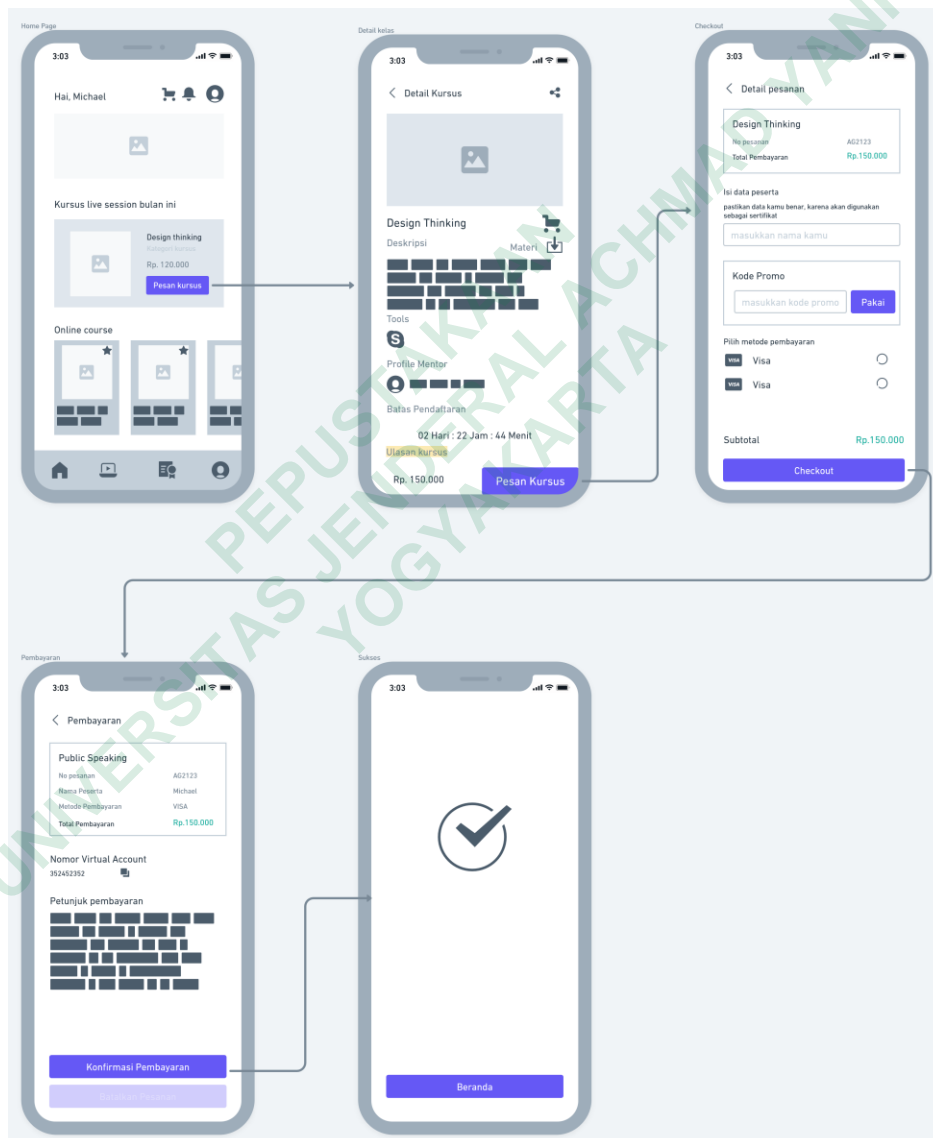 Home Page
3:03
Hai, Michael
Kursus live session bulan ini
Design thinking
Kategori kursus
Rp. 120.000
Pesan kursus
Online course
Detail kelas
3:03
Detail Kursus
Design Thinking
Deskripsi
Materi
Tools
Profile Mentor
Batas Pendaftaran
02 Hari : 22 Jam : 44 Menit
Ulasan kursus
Rp. 150.000
Pesan Kursus
Checkout
3:03
Detail pesanan
Design Thinking
No pesanan AG2123
Total Pembayaran Rp.150.000
Isi data peserta
pastikan data kamu benar, karena akan digunakan
sebagai sertifikat
masukkan nama kamu
Kode Promo
masukkan kode promo Pakai
Pilih metode pembayaran
VISA Visa
VISA Visa
Subtotal Rp.150.000
Checkout
Pembayaran
3:03
Pembayaran
Public Speaking
No pesanan AG2123
Nama Peserta Michael
Metode Pembayaran VISA
Total Pembayaran Rp.150.000
Nomor Virtual Account
352452352
Petunjuk pembayaran
Konfirmasi Pembayaran
Batalkan Pesanan
Sukses
3:03
Beranda
PEPUSTAKAAN
UNIVERSITAS JENDERAL ACHMAD YANI
YOGYAKARTA